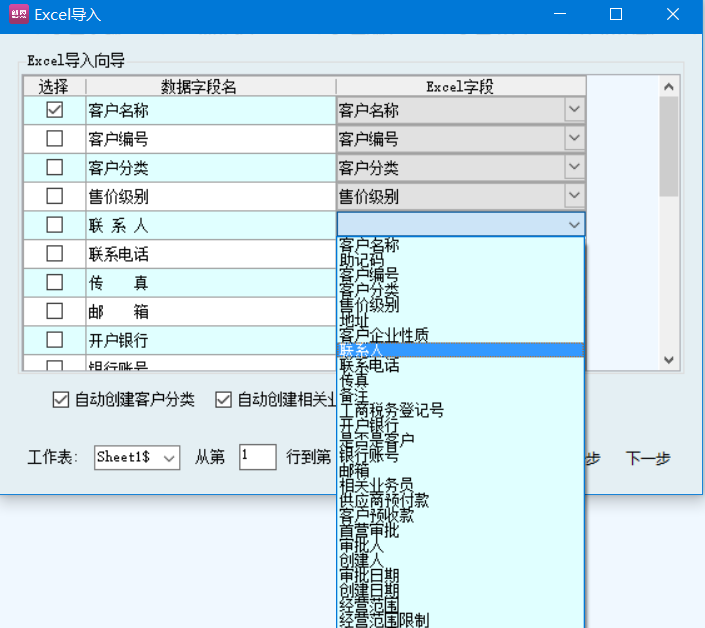 Excel导入
Excel导入向导
选择 数据字段名 Excel字段
客户名称 客户名称
客户编号 客户编号
客户分类 客户分类
售价级别 售价级别
联 系 人
联系电话
传 真
邮 箱
开户银行
银行账号
客户名称
助记码
客户编号
客户分类
售价级别
地址
客户企业性质
联系人
联系电话
传真
备注
工商税务登记号
开户银行
是否是客户
银行账号
邮箱
相关业务员
供应商预付款
客户预收款
首营审批
审批人
创建人
审批日期
创建日期
经营范围
经营范围限制
自动创建客户分类 自动创建相关业
工作表: Sheet1$ 从第 1 行到第 步 下一步